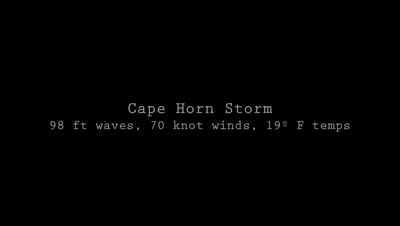 Cape Horn Storm
98 ft waves, 70 knot winds, 19º F temps